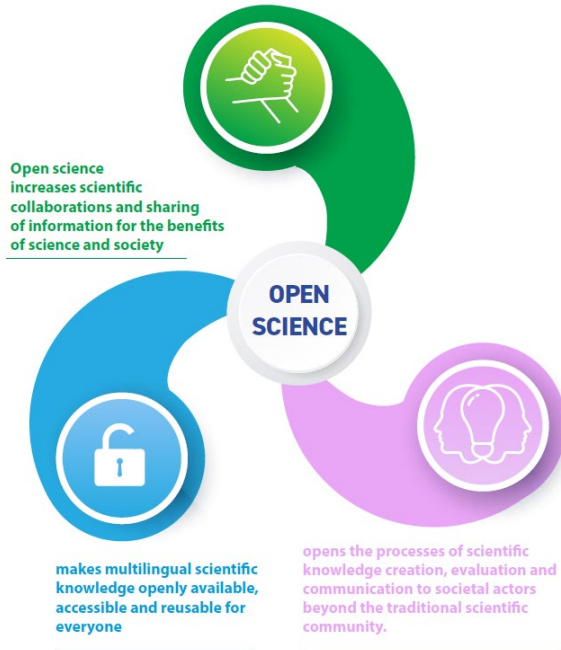 Open science
increases scientific
collaborations and sharing
of information for the benefits
of science and society
OPEN
SCIENCE
makes multilingual scientific
knowledge openly available,
accessible and reusable for
everyone
opens the processes of scientific
knowledge creation, evaluation and
communication to societal actors
beyond the traditional scientific
community.